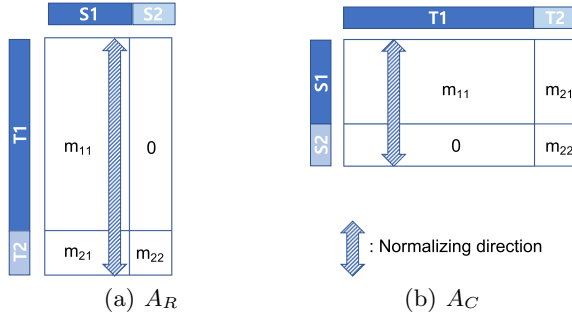 S1 S2
T1 T2
T1
S1
m11
0
m11
m21
S2
0
m22
T2
m21
m22
: Normalizing direction
(a) A_R
(b) A_C